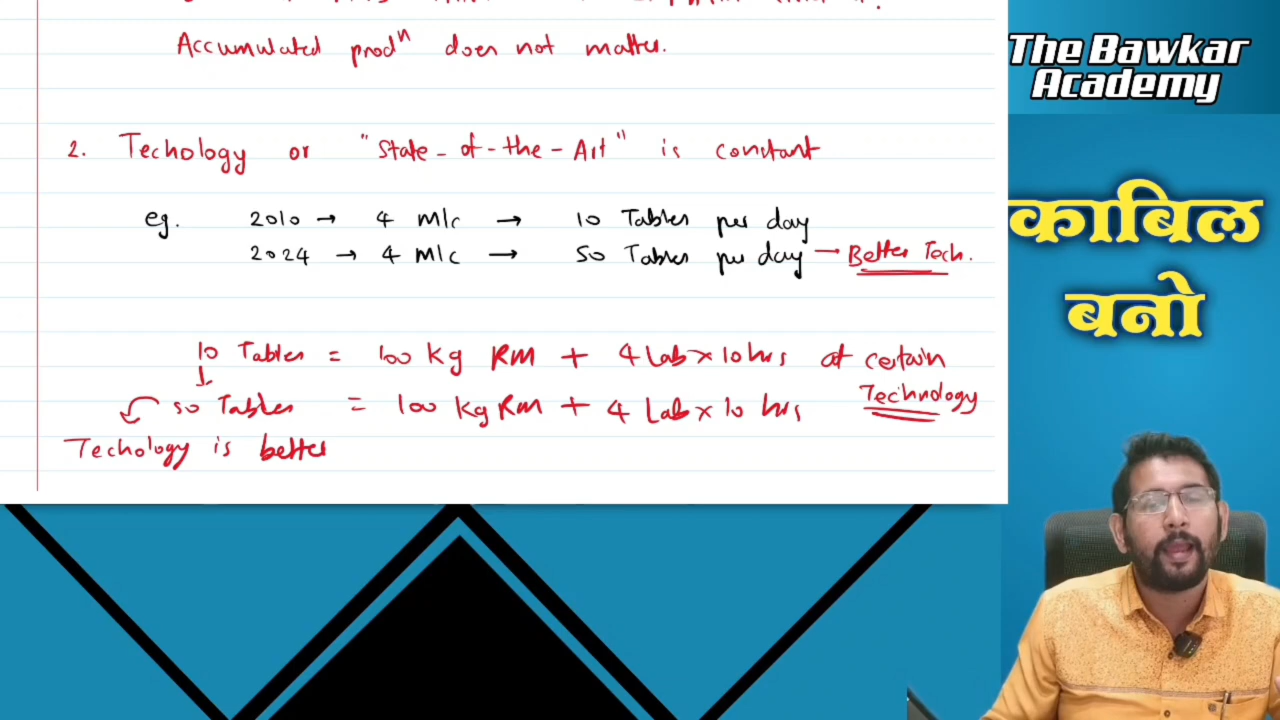 Accumulated prodⁿ does not matter.
2. Techology or "State-of-the-Art" is constant
eg. 2010 → 4 M/c → 10 Tables per day
2024 → 4 M/c → 50 Tables per day → Better Tech.
10 Tables = 100 Kg RM + 4 Lab x 10 hrs at certain
Technology
↓
50 Tables = 100 Kg RM + 4 Lab x 10 hrs
Techology is better
The Bawkar
Academy
काबिल
बनो